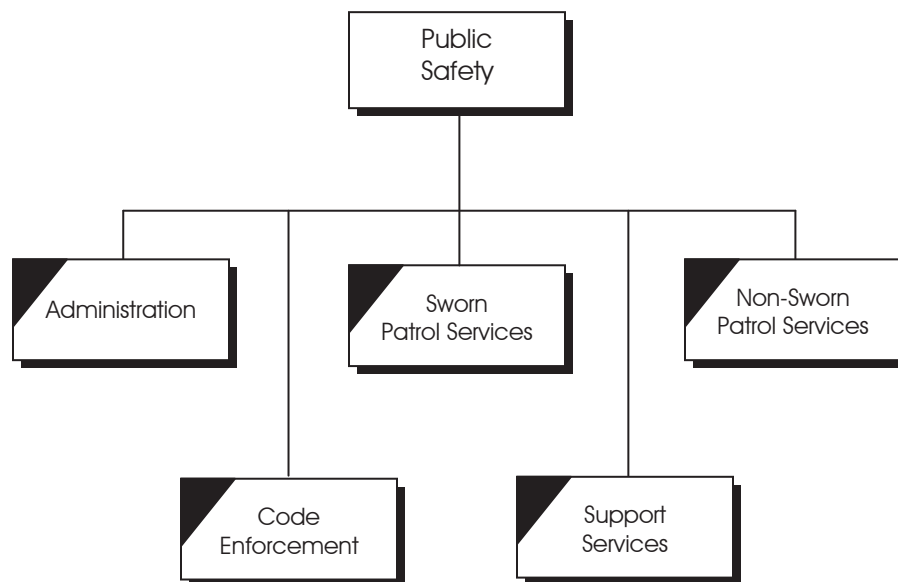 Public
Safety
Administration
Sworn
Patrol Services
Non-Sworn
Patrol Services
Code
Enforcement
Support
Services